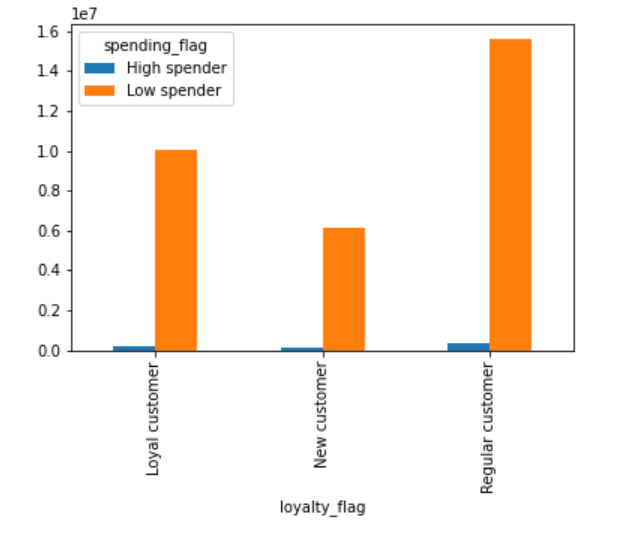 1e7
1.6
1.4
1.2
1.0
0.8
0.6
0.4
0.2
0.0
spending_flag
High spender
Low spender
Loyal customer
New customer
Regular customer
loyalty_flag